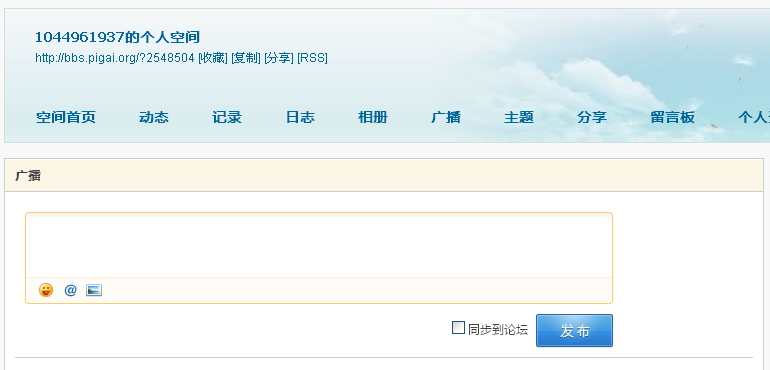 1044961937的个人空间
http://bbs.pigai.org/?2548504 [收藏] [复制] [分享] [RSS]
空间首页 动态 记录 日志 相册 广播 主题 分享 留言板 个人
广播
@
同步到论坛 发布